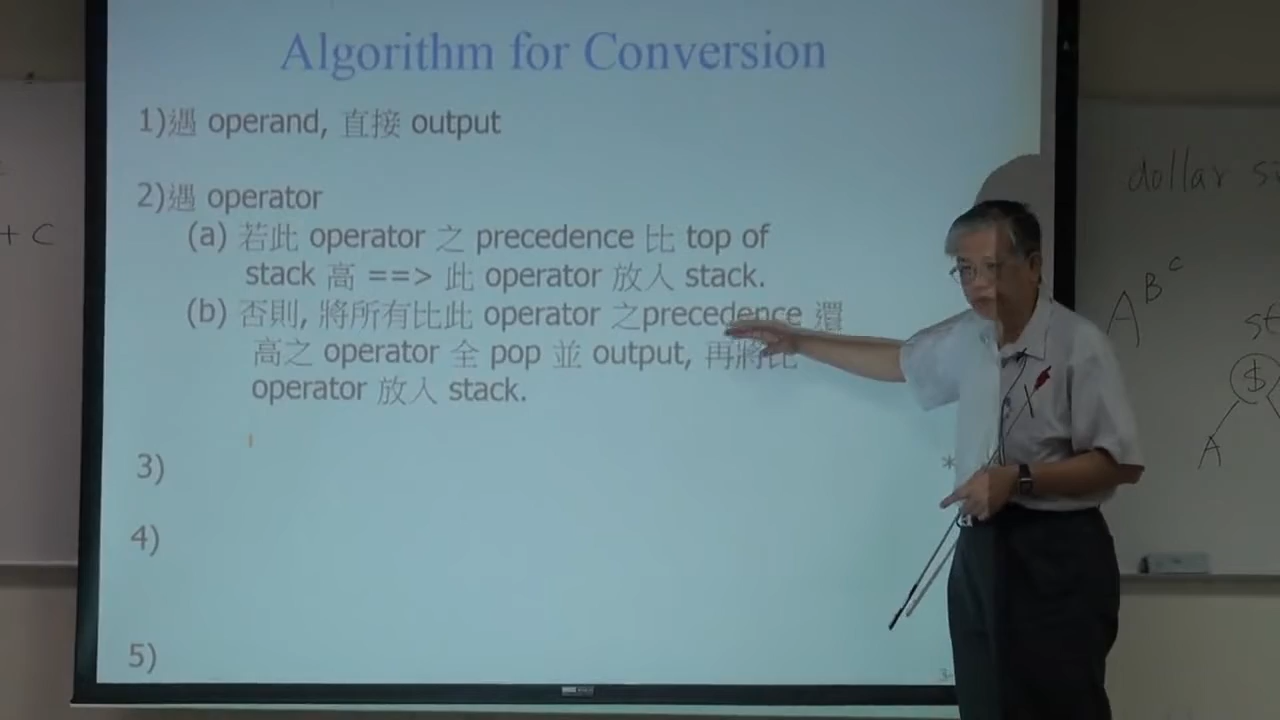 Algorithm for Conversion
1)遇 operand, 直接 output
2)遇 operator
(a) 若此 operator 之 precedence 比 top of
stack 高 ==> 此 operator 放入 stack.
(b) 否則, 將所有比此 operator 之precedence 還
高之 operator 全 pop 並 output, 再將此
operator 放入 stack.
3)
*
4)
5)
3-
+ C
dollar
A B C
st
$
A